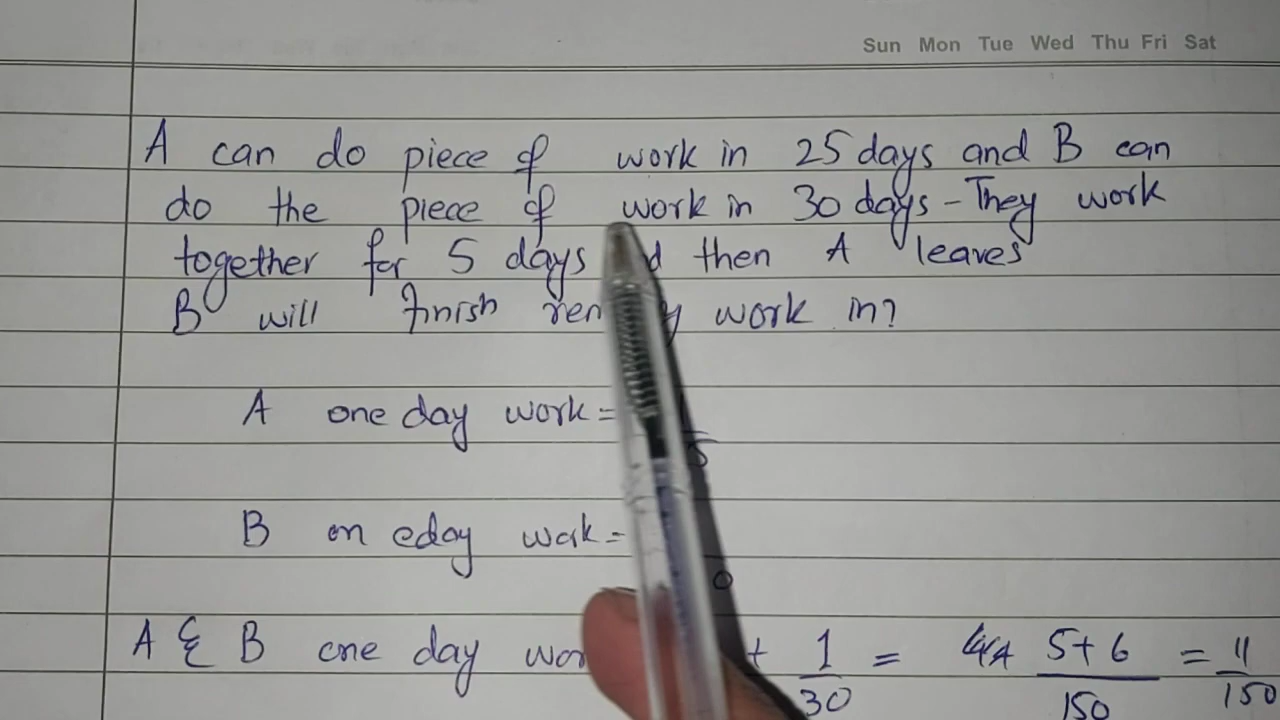 Sun Mon Tue Wed Thu Fri Sat
A can do piece of work in 25 days and B can
do the piece of work in 30 days - They work
together for 5 days then A leaves
B will finish work in?
A one day work =
B on eday work =
A & B one day + 1/30 = 5+6/150 = 11/150